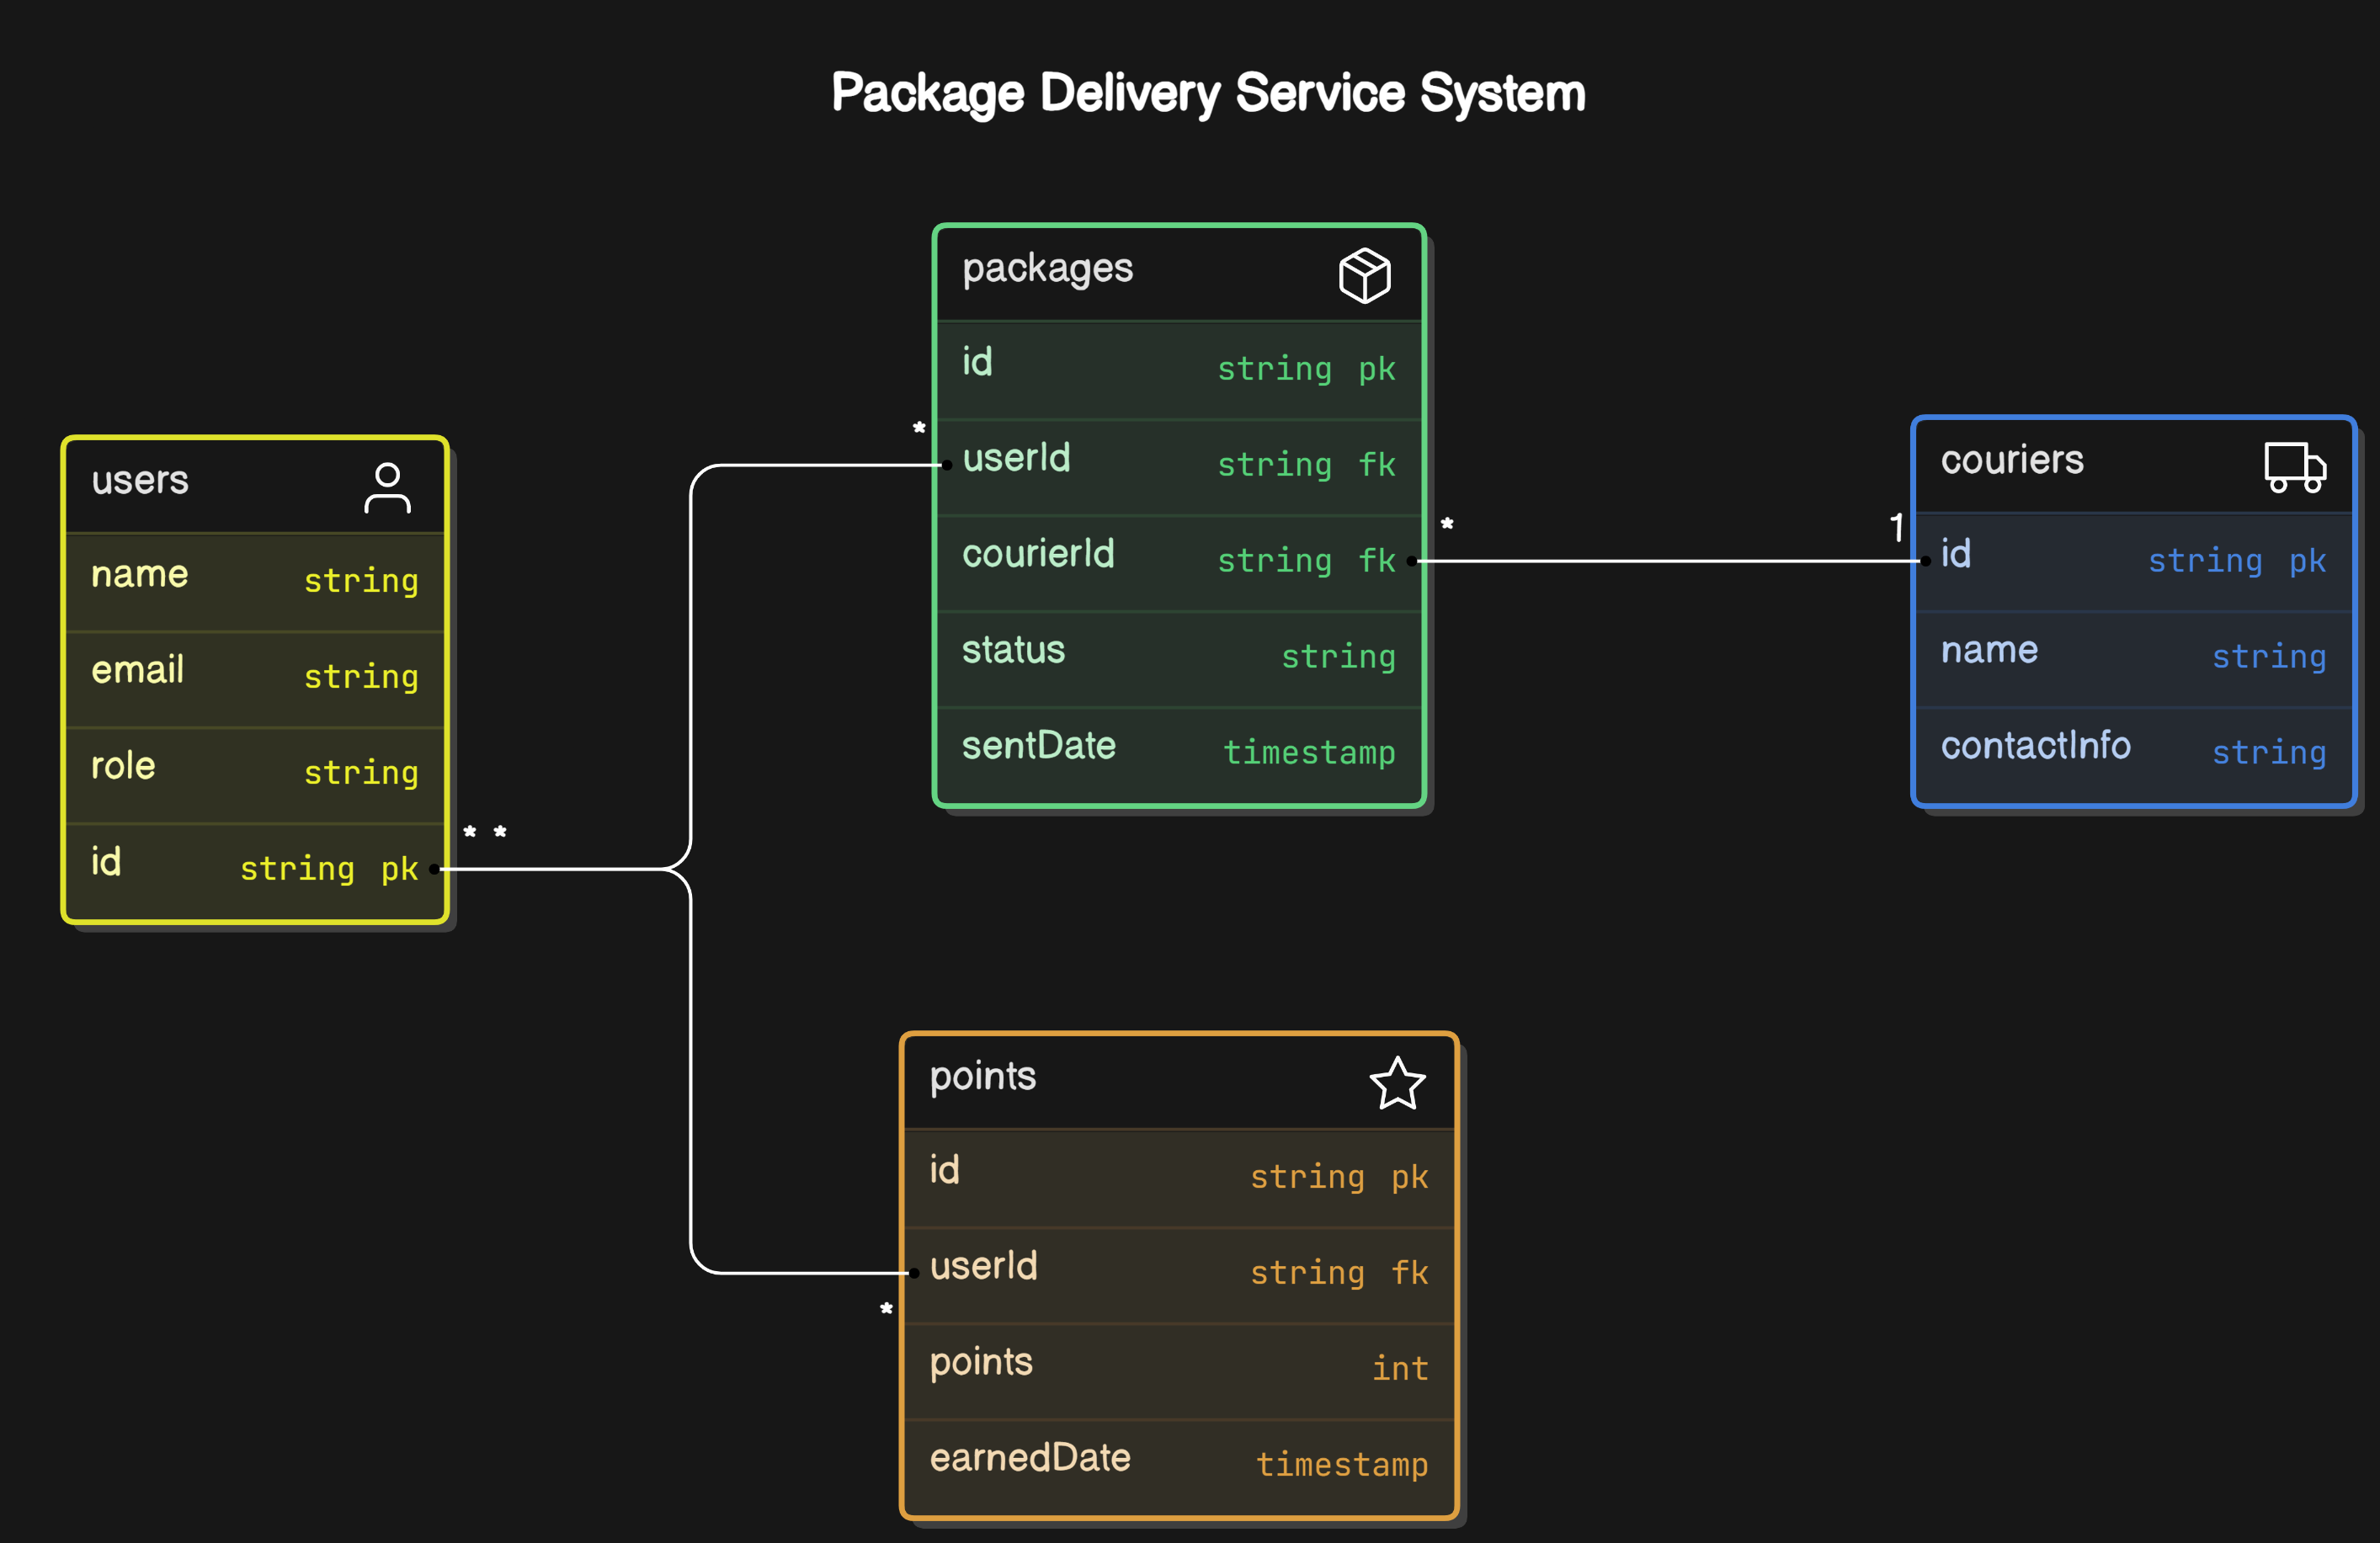 Package Delivery Service System
users
name string
email string
role string
id string pk
* *
packages
id string pk
*
userId string fk
courierId string fk
*
status string
sentDate timestamp
couriers
1
id string pk
name string
contactInfo string
points
id string pk
userId string fk
*
points int
earnedDate timestamp